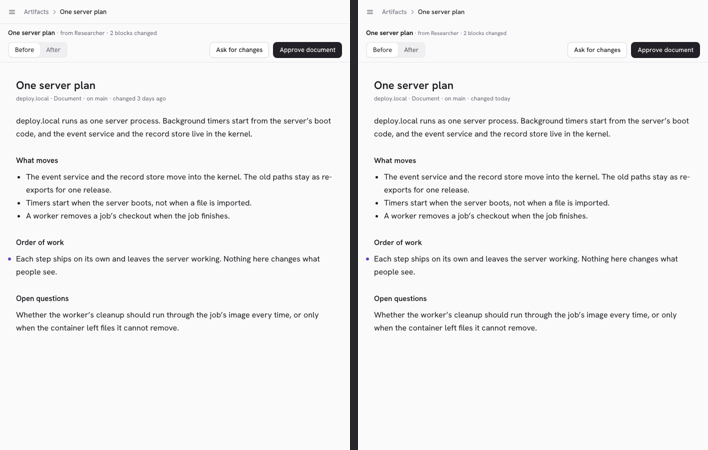 Artifacts > One server plan
One server plan · from Researcher · 2 blocks changed
Before After Ask for changes Approve document
One server plan
deploy.local · Document · on main · changed 3 days ago
deploy.local runs as one server process. Background timers start from the server’s boot
code, and the event service and the record store live in the kernel.
What moves
• The event service and the record store move into the kernel. The old paths stay as re-
exports for one release.
• Timers start when the server boots, not when a file is imported.
• A worker removes a job’s checkout when the job finishes.
Order of work
Each step ships on its own and leaves the server working. Nothing here changes what
people see.
Open questions
Whether the worker’s cleanup should run through the job’s image every time, or only
when the container left files it cannot remove.
Artifacts > One server plan
One server plan · from Researcher · 2 blocks changed
Before After Ask for changes Approve document
One server plan
deploy.local · Document · on main · changed today
deploy.local runs as one server process. Background timers start from the server’s boot
code, and the event service and the record store live in the kernel.
What moves
• The event service and the record store move into the kernel. The old paths stay as re-
exports for one release.
• Timers start when the server boots, not when a file is imported.
• A worker removes a job’s checkout when the job finishes.
Order of work
Each step ships on its own and leaves the server working. Nothing here changes what
people see.
Open questions
Whether the worker’s cleanup should run through the job’s image every time, or only
when the container left files it cannot remove.